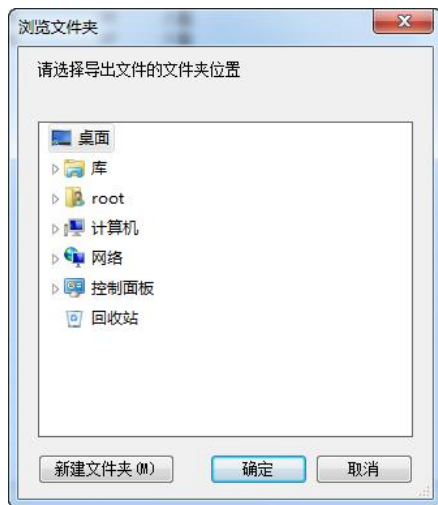 浏览文件夹
请选择导出文件的文件夹位置
桌面
库
root
计算机
网络
控制面板
回收站
新建文件夹(M) 确定 取消